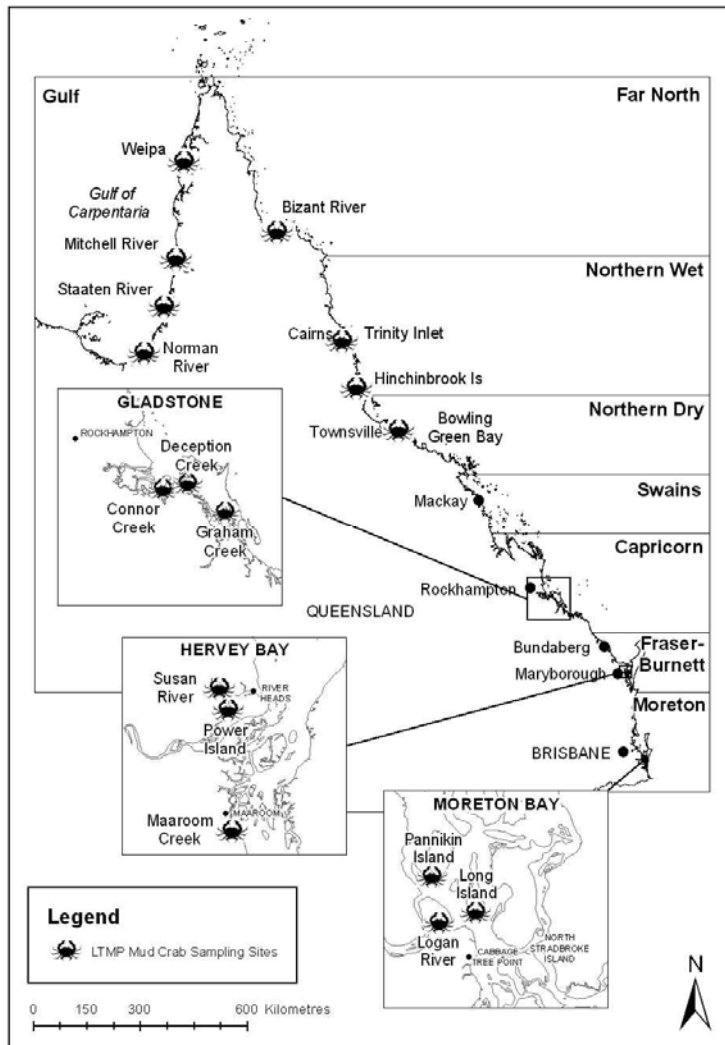 Gulf
Far North
Weipa
Gulf of
Carpentaria
Bizant River
Mitchell River
Northern Wet
Staaten River
Cairns
Trinity Inlet
Norman
River
Hinchinbrook Is
Northern Dry
Townsville
Bowling
Green Bay
Swains
Mackay
Capricorn
Rockhampton
QUEENSLAND
Bundaberg
Fraser-
Burnett
Maryborough
Moreton
BRISBANE
GLADSTONE
ROCKHAMPTON
Deception
Creek
Connor
Creek
Graham
Creek
HERVEY BAY
Susan
River
RIVER
HEADS
Power
Island
MAAROOM
Maaroom
Creek
MORETON BAY
Pannikin
Island
Long
Island
Logan
River
CABBAGE
TREE POINT
NORTH
STRADBROKE
ISLAND
Legend
LTMP Mud Crab Sampling Sites
0 150 300 600 Kilometres
N